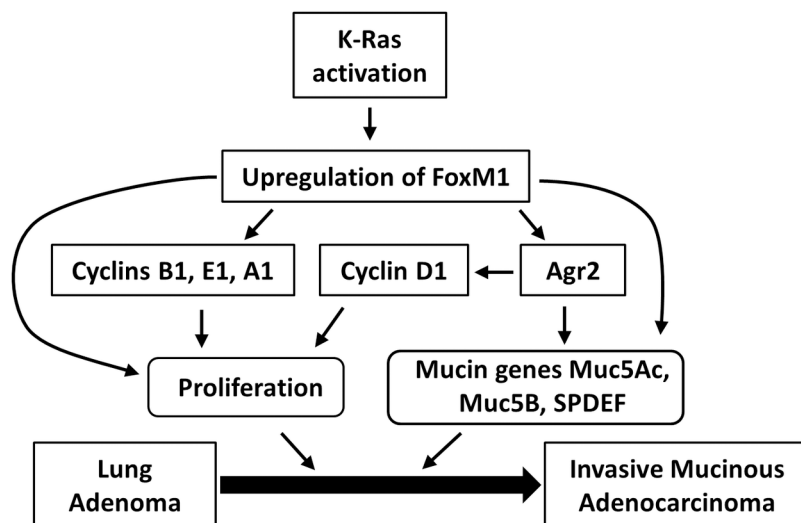 K-Ras
activation
Upregulation of FoxM1
Cyclins B1, E1, A1
Cyclin D1
Agr2
Proliferation
Mucin genes Muc5Ac,
Muc5B, SPDEF
Lung
Adenoma
Invasive Mucinous
Adenocarcinoma